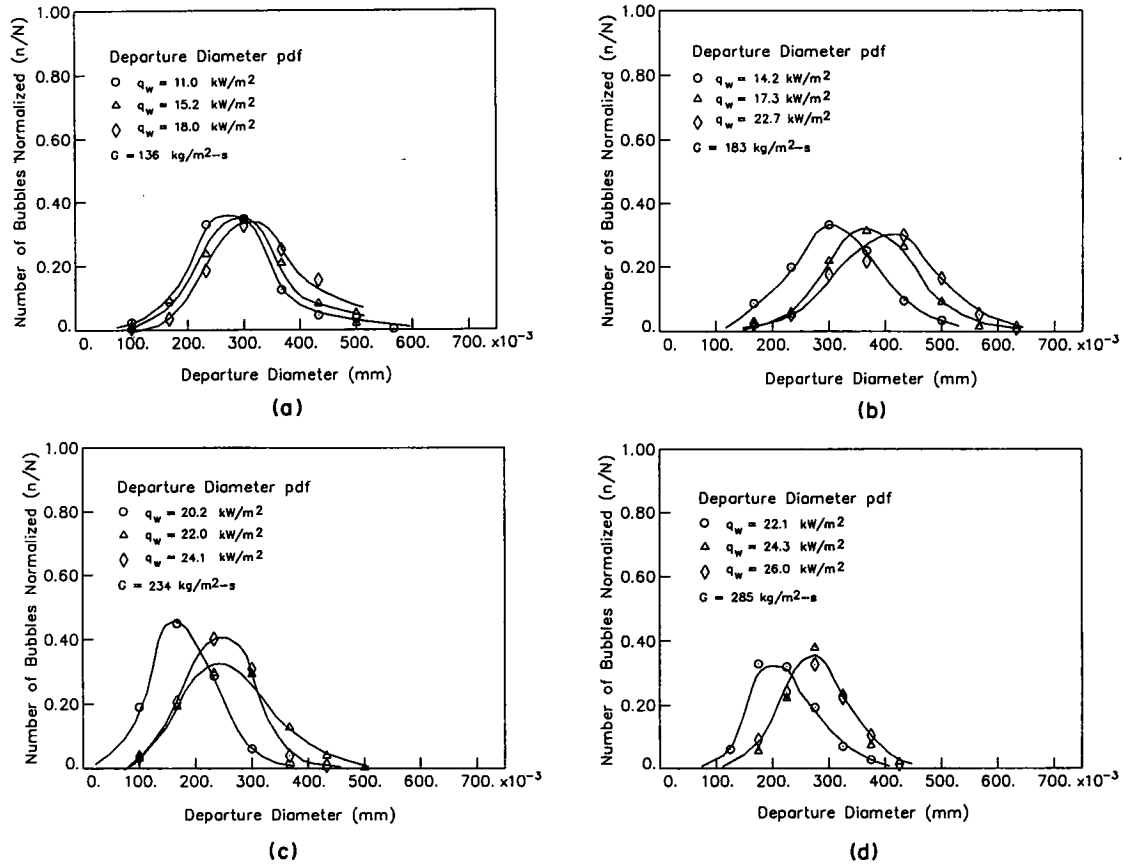 (a)
Number of Bubbles Normalized (n/N)
1.00
0.80
0.60
0.40
0.20
0.
Departure Diameter pdf
○ q_w = 11.0 kW/m²
△ q_w = 15.2 kW/m²
◇ q_w = 18.0 kW/m²
G = 136 kg/m²-s
0. 100. 200. 300. 400. 500. 600. 700. x10⁻³
Departure Diameter (mm)
(b)
Number of Bubbles Normalized (n/N)
1.00
0.80
0.60
0.40
0.20
0.
Departure Diameter pdf
○ q_w = 14.2 kW/m²
△ q_w = 17.3 kW/m²
◇ q_w = 22.7 kW/m²
G = 183 kg/m²-s
0. 100. 200. 300. 400. 500. 600. 700. x10⁻³
Departure Diameter (mm)
(c)
Number of Bubbles Normalized (n/N)
1.00
0.80
0.60
0.40
0.20
0.
Departure Diameter pdf
○ q_w = 20.2 kW/m²
△ q_w = 22.0 kW/m²
◇ q_w = 24.1 kW/m²
G = 234 kg/m²-s
0. 100. 200. 300. 400. 500. 600. 700. x10⁻³
Departure Diameter (mm)
(d)
Number of Bubbles Normalized (n/N)
1.00
0.80
0.60
0.40
0.20
0.
Departure Diameter pdf
○ q_w = 22.1 kW/m²
△ q_w = 24.3 kW/m²
◇ q_w = 26.0 kW/m²
G = 285 kg/m²-s
0. 100. 200. 300. 400. 500. 600. 700. x10⁻³
Departure Diameter (mm)